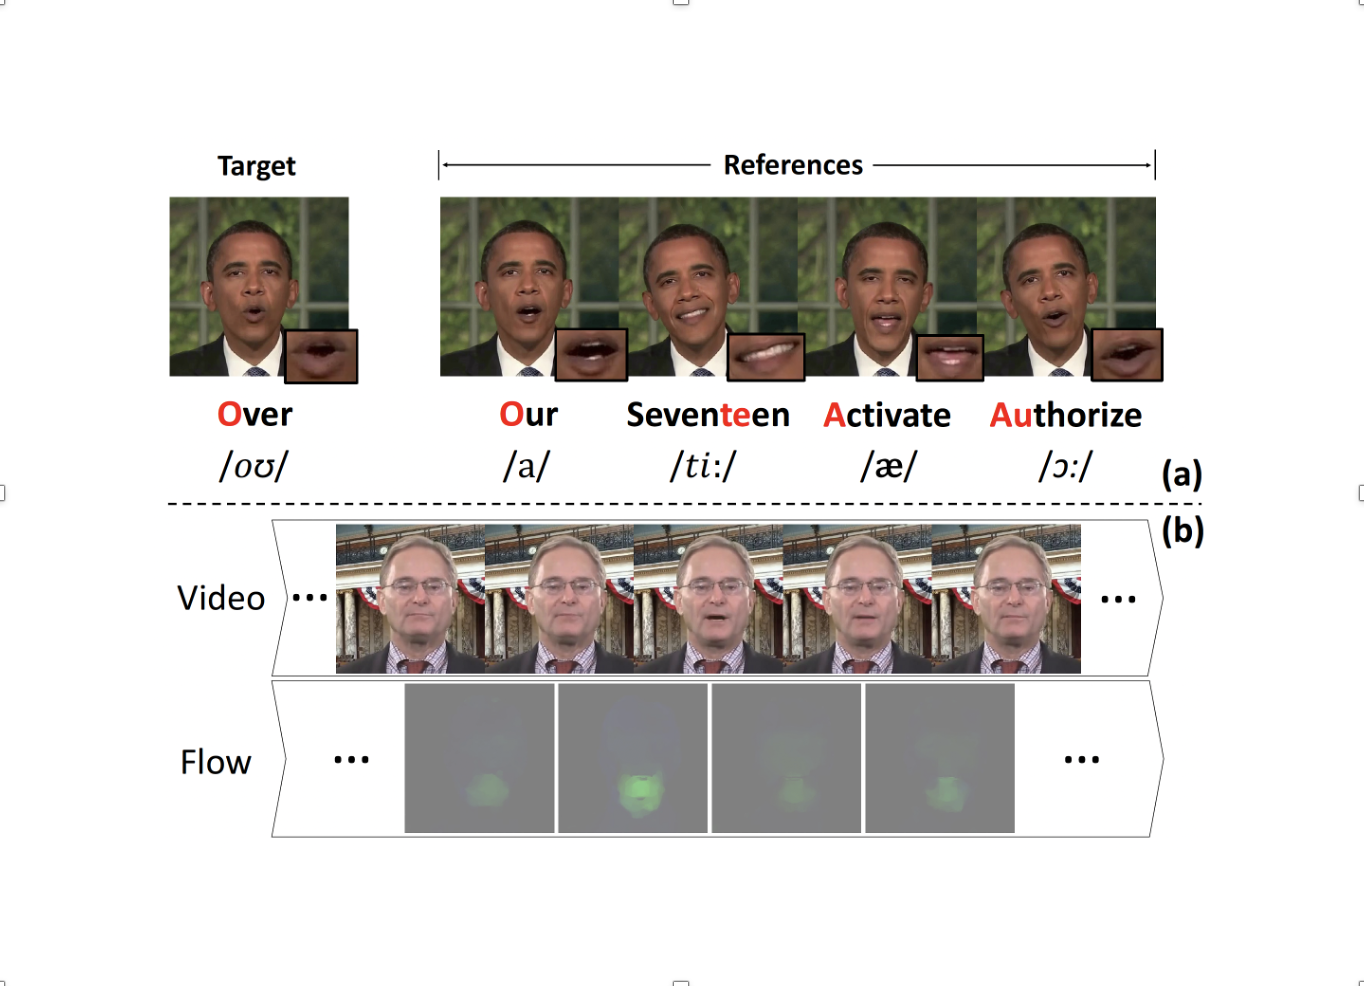 Target
References
Over
Our
Seventeen
Activate
Authorize
/oʊ/
/a/
/ti:/
/æ/
/ɔ:/
(a)
(b)
Video
...
...
Flow
...
...